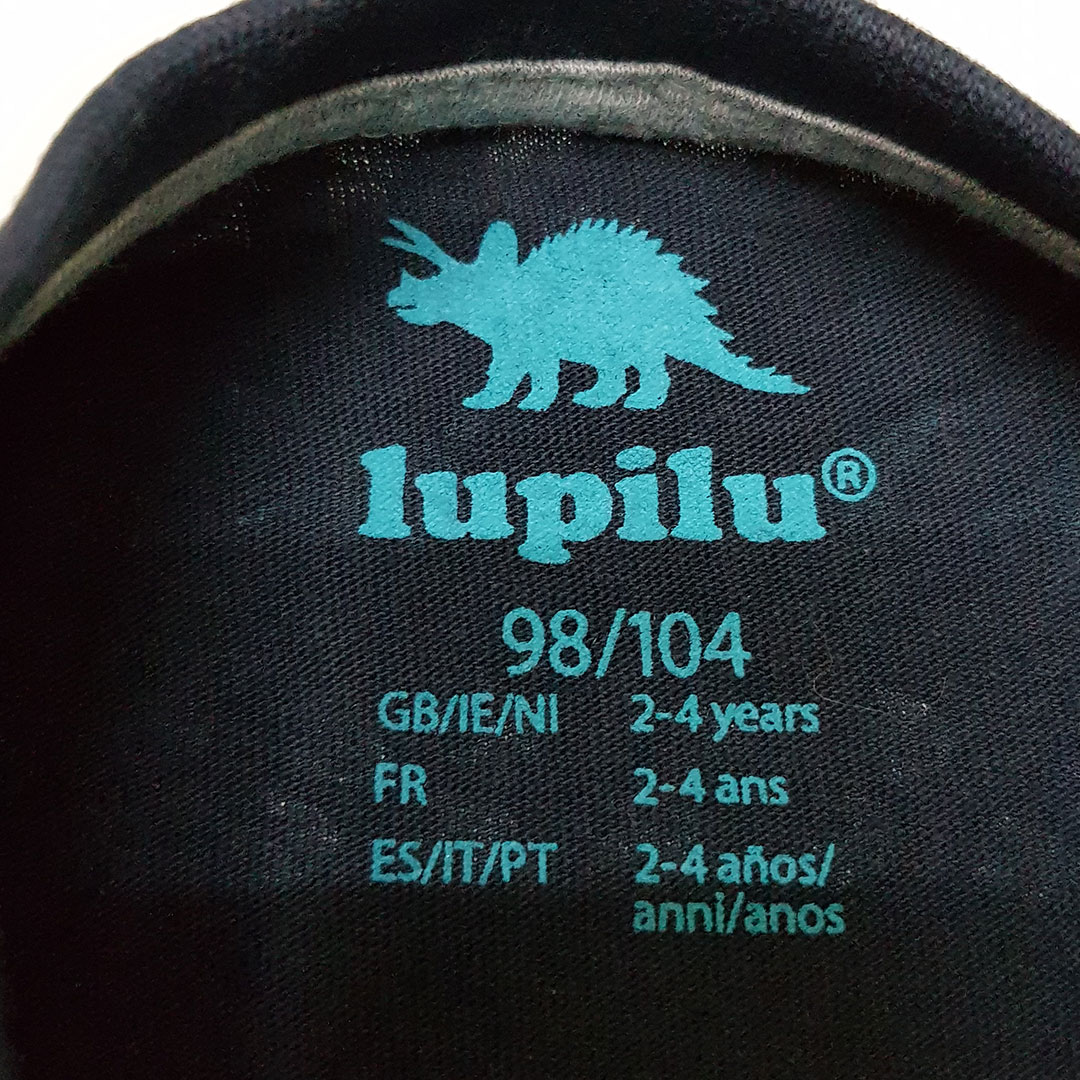 lupilu®
98/104
GB/IE/NI 2-4 years
FR 2-4 ans
ES/IT/PT 2-4 años/
anni/anos